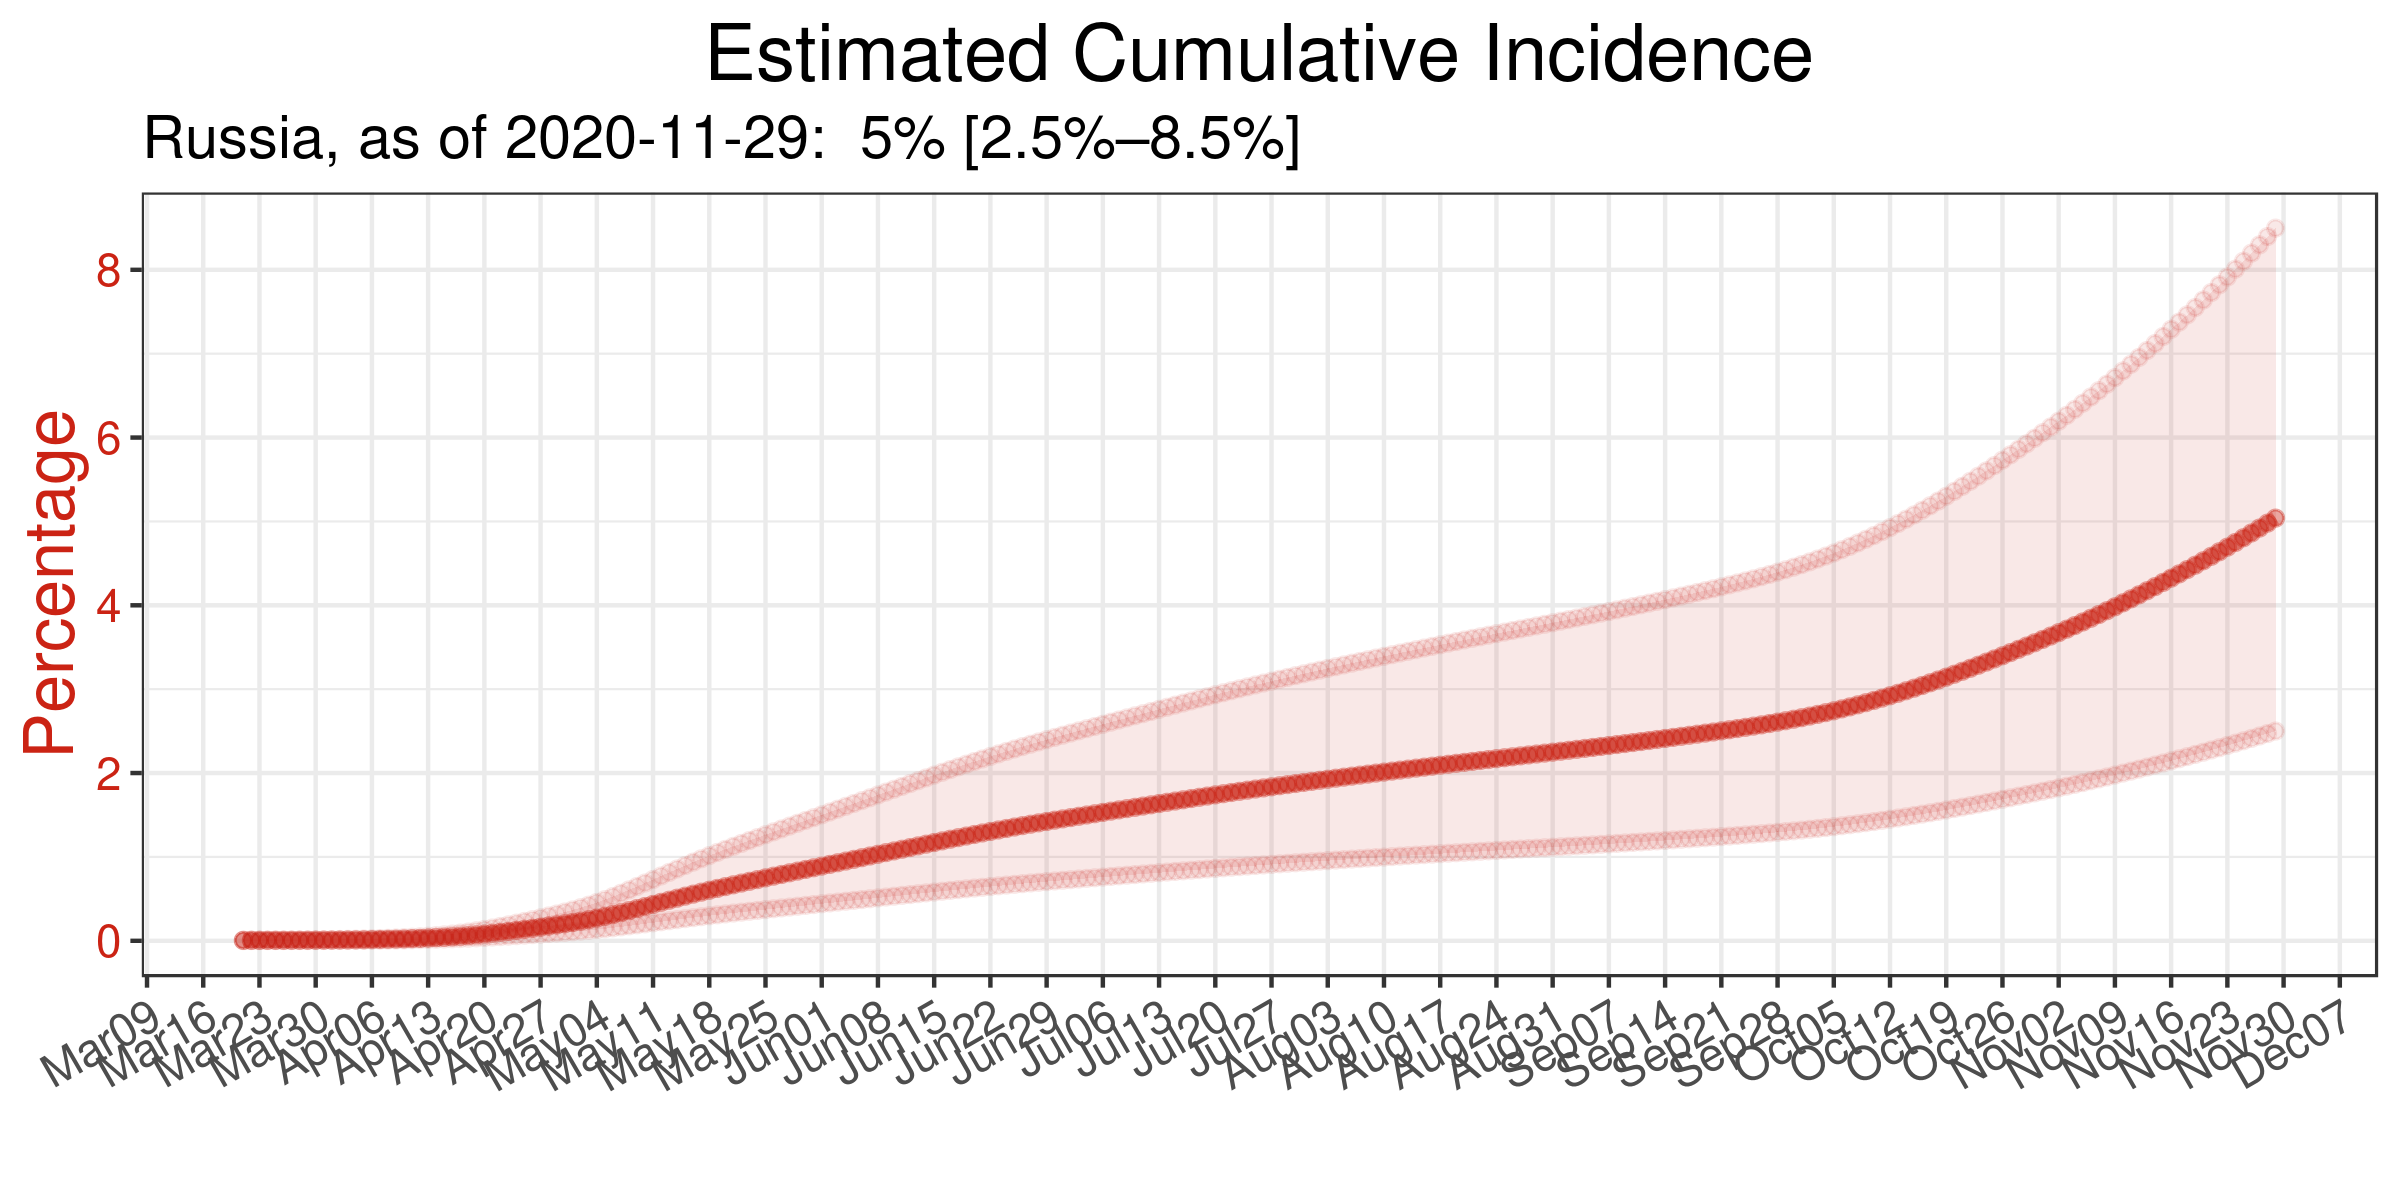 Estimated Cumulative Incidence
Russia, as of 2020-11-29:  5% [2.5%–8.5%]
Percentage
8
6
4
2
0
Mar09
Mar16
Mar23
Mar30
Apr06
Apr13
Apr20
Apr27
May04
May11
May18
May25
Jun01
Jun08
Jun15
Jun22
Jun29
Jul06
Jul13
Jul20
Jul27
Aug03
Aug10
Aug17
Aug24
Aug31
Sep07
Sep14
Sep21
Sep28
Oct05
Oct12
Oct19
Oct26
Nov02
Nov09
Nov16
Nov23
Nov30
Dec07